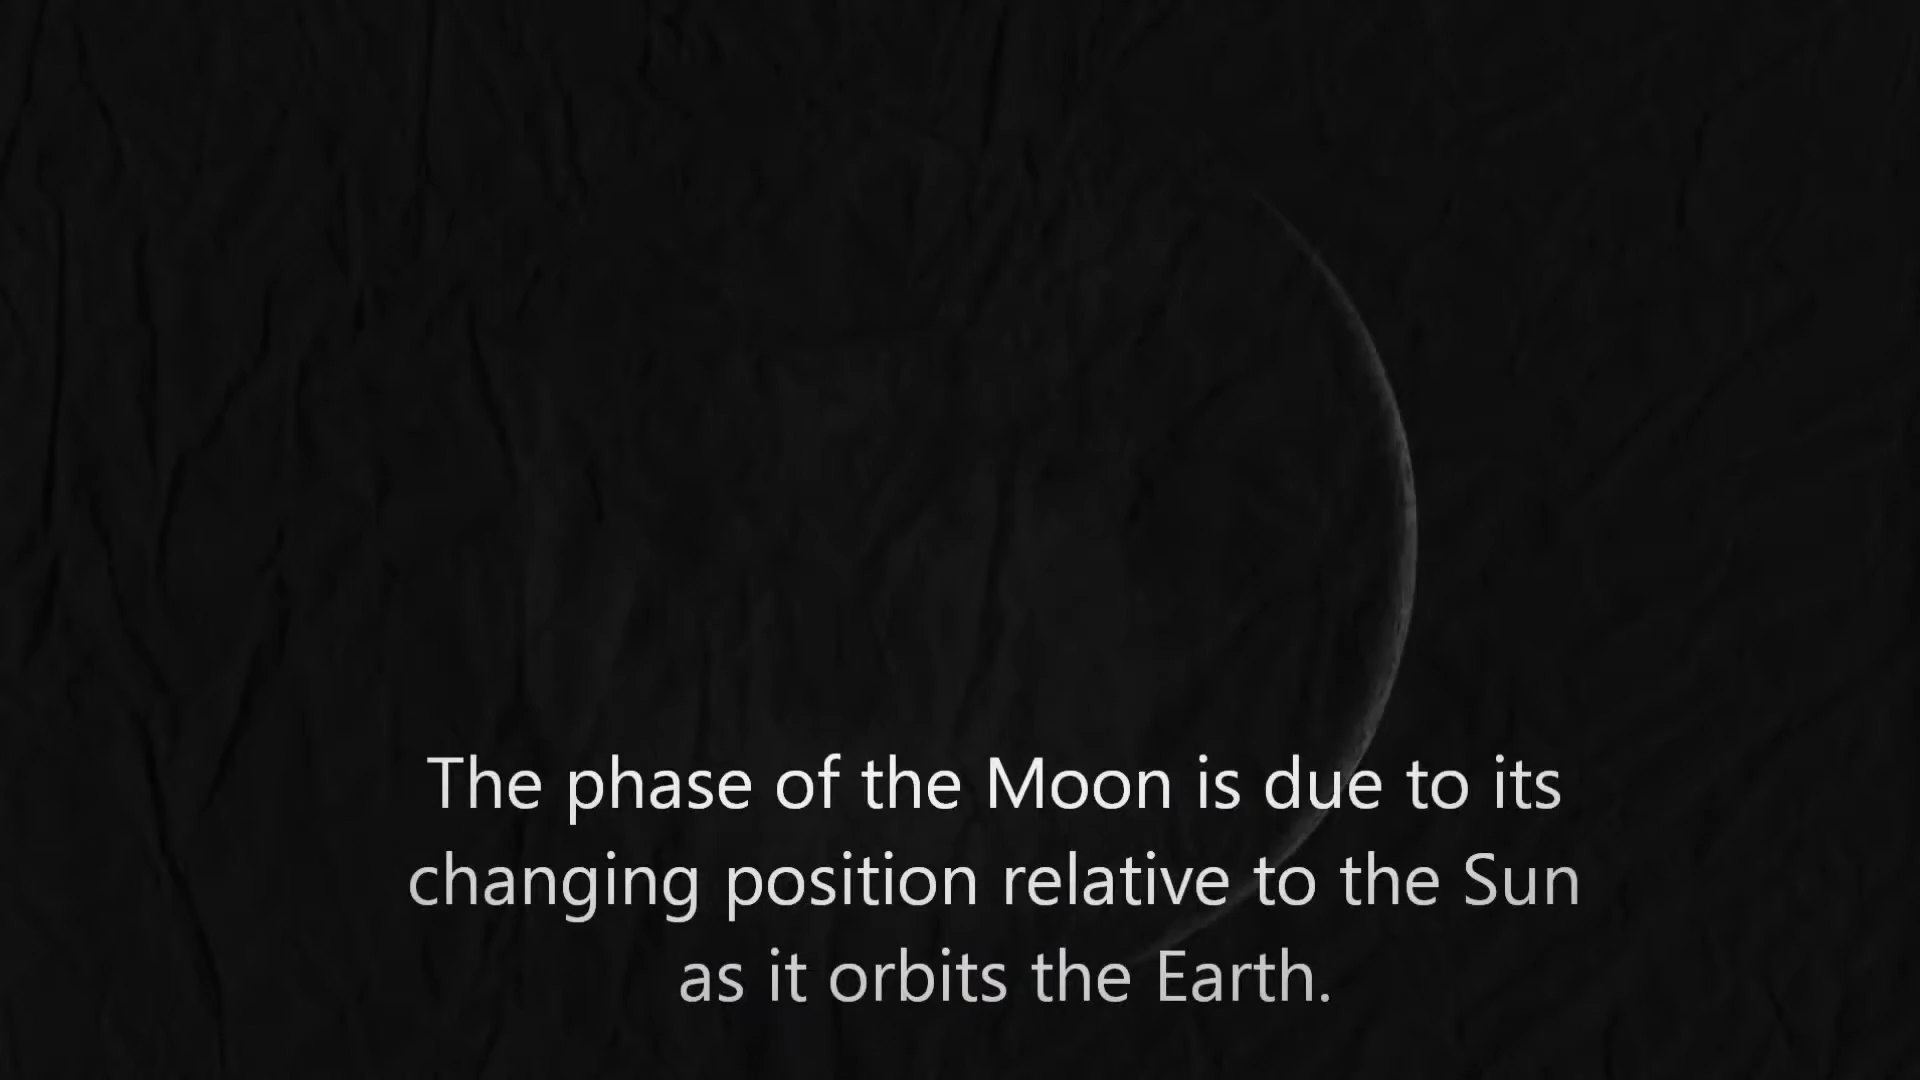 The phase of the Moon is due to its
changing position relative to the Sun
as it orbits the Earth.